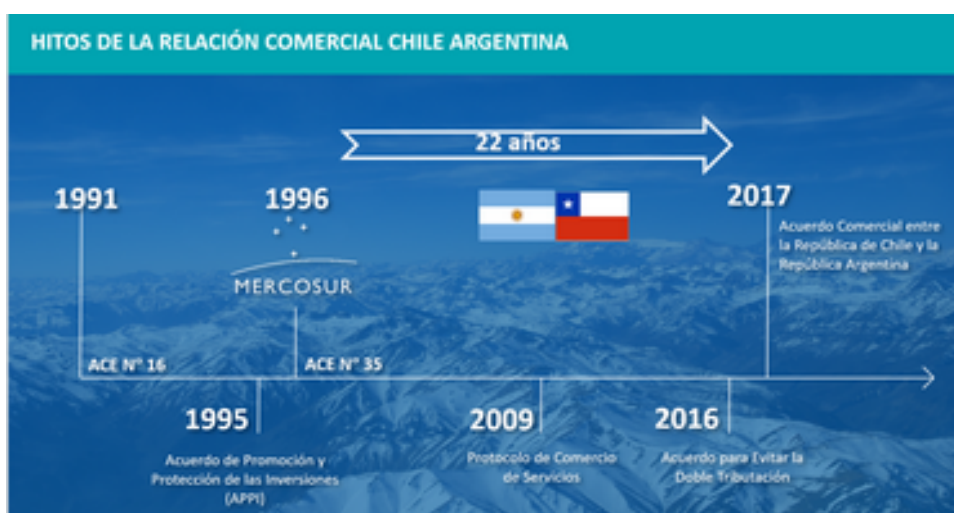 HITOS DE LA RELACIÓN COMERCIAL CHILE ARGENTINA
22 años
1991
1996
2017
MERCOSUR
Acuerdo Comercial entre
la República de Chile y la
República Argentina
ACE N° 16
ACE N° 35
1995
2009
2016
Acuerdo de Promoción y
Protección de las Inversiones
(APPI)
Protocolo de Comercio
de Servicios
Acuerdo para Evitar la
Doble Tributación